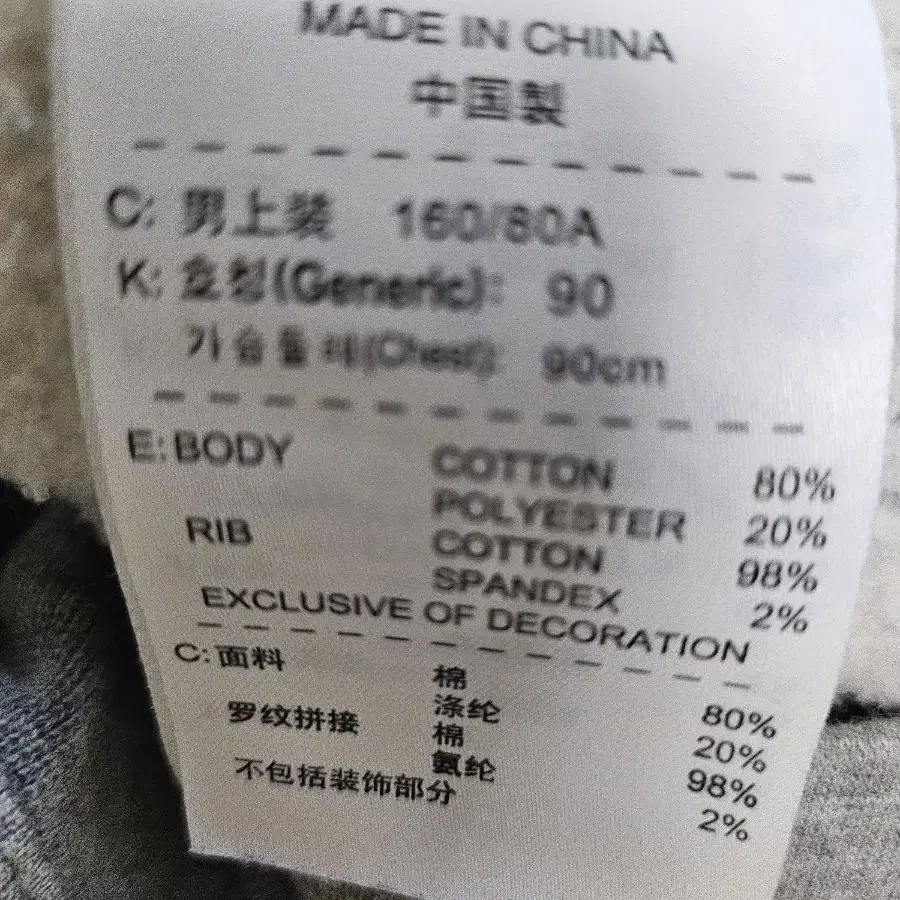 MADE IN CHINA
中国製
C: 男上装 160/80A
K: 호칭(Generic): 90
가슴둘레(Chest): 90cm
E: BODY COTTON 80%
POLYESTER 20%
RIB COTTON 98%
SPANDEX 2%
EXCLUSIVE OF DECORATION
C: 面料 棉 80%
涤纶 20%
罗纹拼接 棉 98%
氨纶 2%
不包括装饰部分